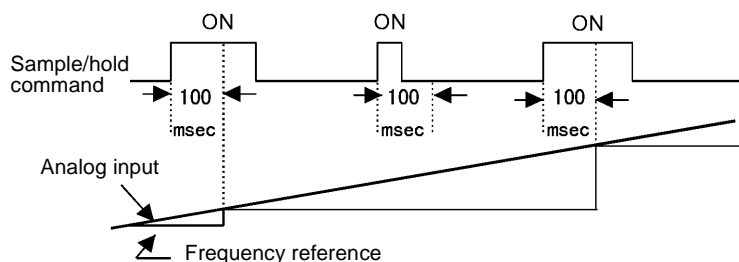 ON
ON
ON
Sample/hold
command
100
100
100
msec
msec
msec
Analog input
Frequency reference